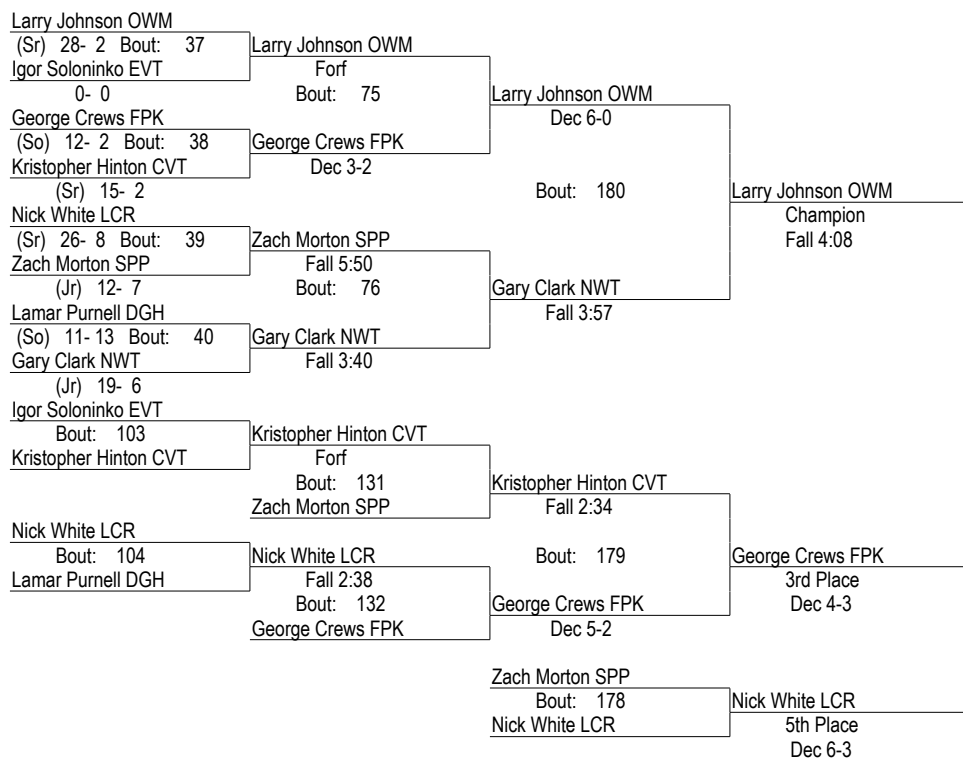 Larry Johnson OWM
(Sr) 28- 2 Bout: 37
Larry Johnson OWM
Igor Soloninko EVT
Forf
0- 0
Bout: 75
Larry Johnson OWM
George Crews FPK
Dec 6-0
(So) 12- 2 Bout: 38
George Crews FPK
Kristopher Hinton CVT
Dec 3-2
(Sr) 15- 2
Bout: 180
Larry Johnson OWM
Nick White LCR
Champion
(Sr) 26- 8 Bout: 39
Zach Morton SPP
Fall 4:08
Zach Morton SPP
Fall 5:50
(Jr) 12- 7
Bout: 76
Gary Clark NWT
Lamar Purnell DGH
Fall 3:57
(So) 11- 13 Bout: 40
Gary Clark NWT
Gary Clark NWT
Fall 3:40
(Jr) 19- 6
Igor Soloninko EVT
Bout: 103
Kristopher Hinton CVT
Kristopher Hinton CVT
Forf
Bout: 131
Kristopher Hinton CVT
Zach Morton SPP
Fall 2:34
Nick White LCR
Bout: 104
Nick White LCR
Bout: 179
George Crews FPK
Lamar Purnell DGH
Fall 2:38
3rd Place
Bout: 132
George Crews FPK
Dec 4-3
George Crews FPK
Dec 5-2
Zach Morton SPP
Bout: 178
Nick White LCR
Nick White LCR
5th Place
Dec 6-3